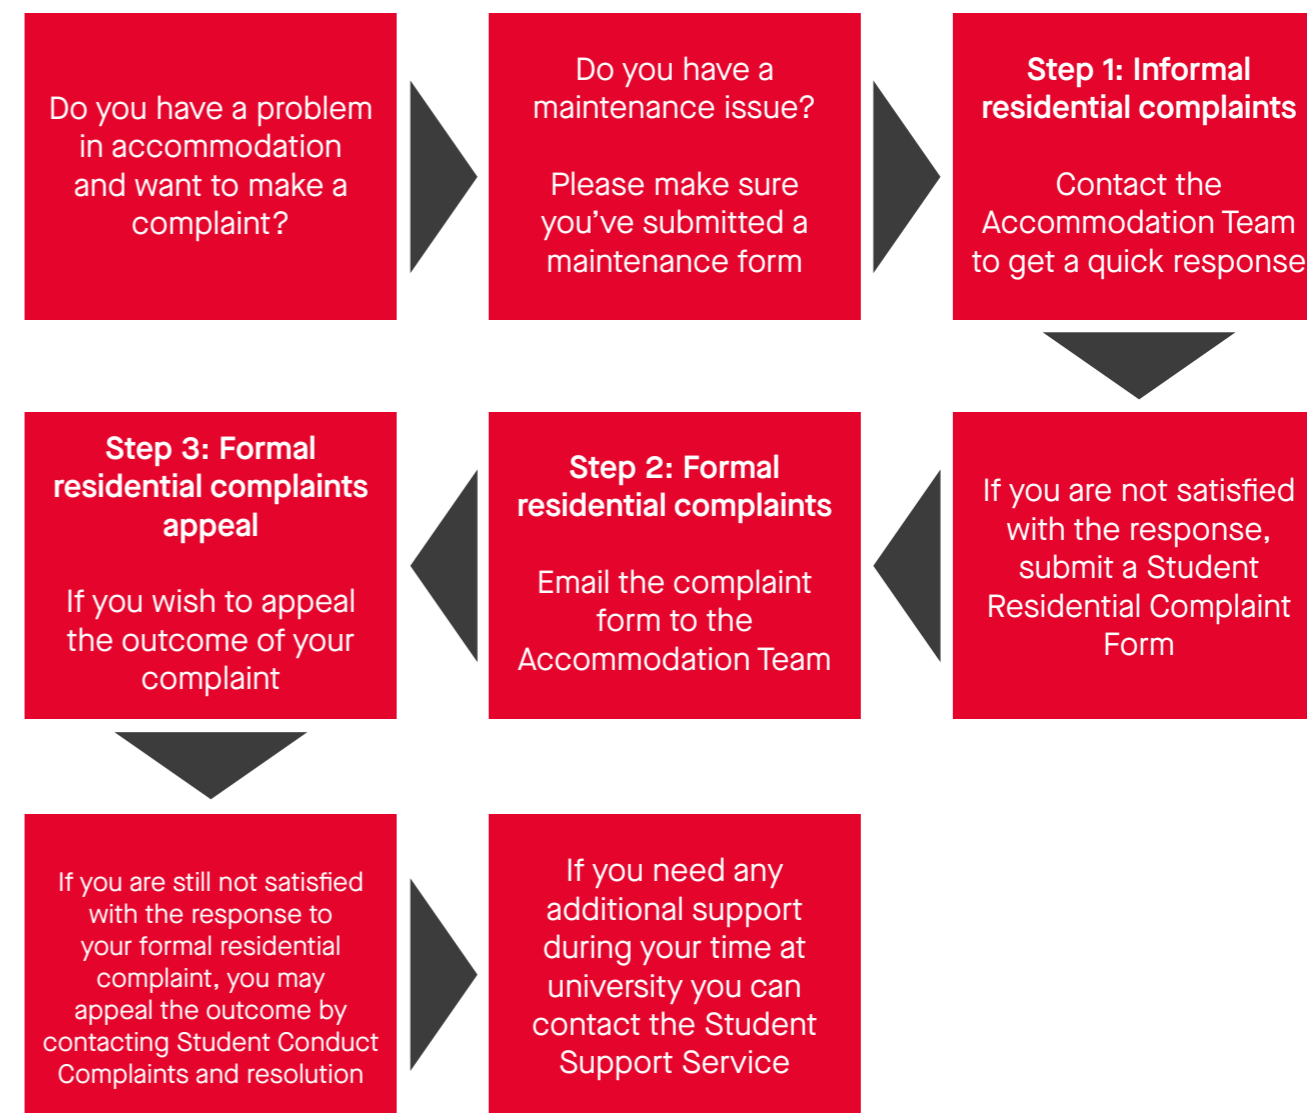 Do you have a problem
in accommodation
and want to make a
complaint?
Do you have a
maintenance issue?
Please make sure
you've submitted a
maintenance form
Step 1: Informal
residential complaints
Contact the
Accommodation Team
to get a quick response
If you are not satisfied
with the response,
submit a Student
Residential Complaint
Form
Step 2: Formal
residential complaints
Email the complaint
form to the
Accommodation Team
Step 3: Formal
residential complaints
appeal
If you wish to appeal
the outcome of your
complaint
If you are still not satisfied
with the response to
your formal residential
complaint, you may
appeal the outcome by
contacting Student Conduct
Complaints and resolution
If you need any
additional support
during your time at
university you can
contact the Student
Support Service